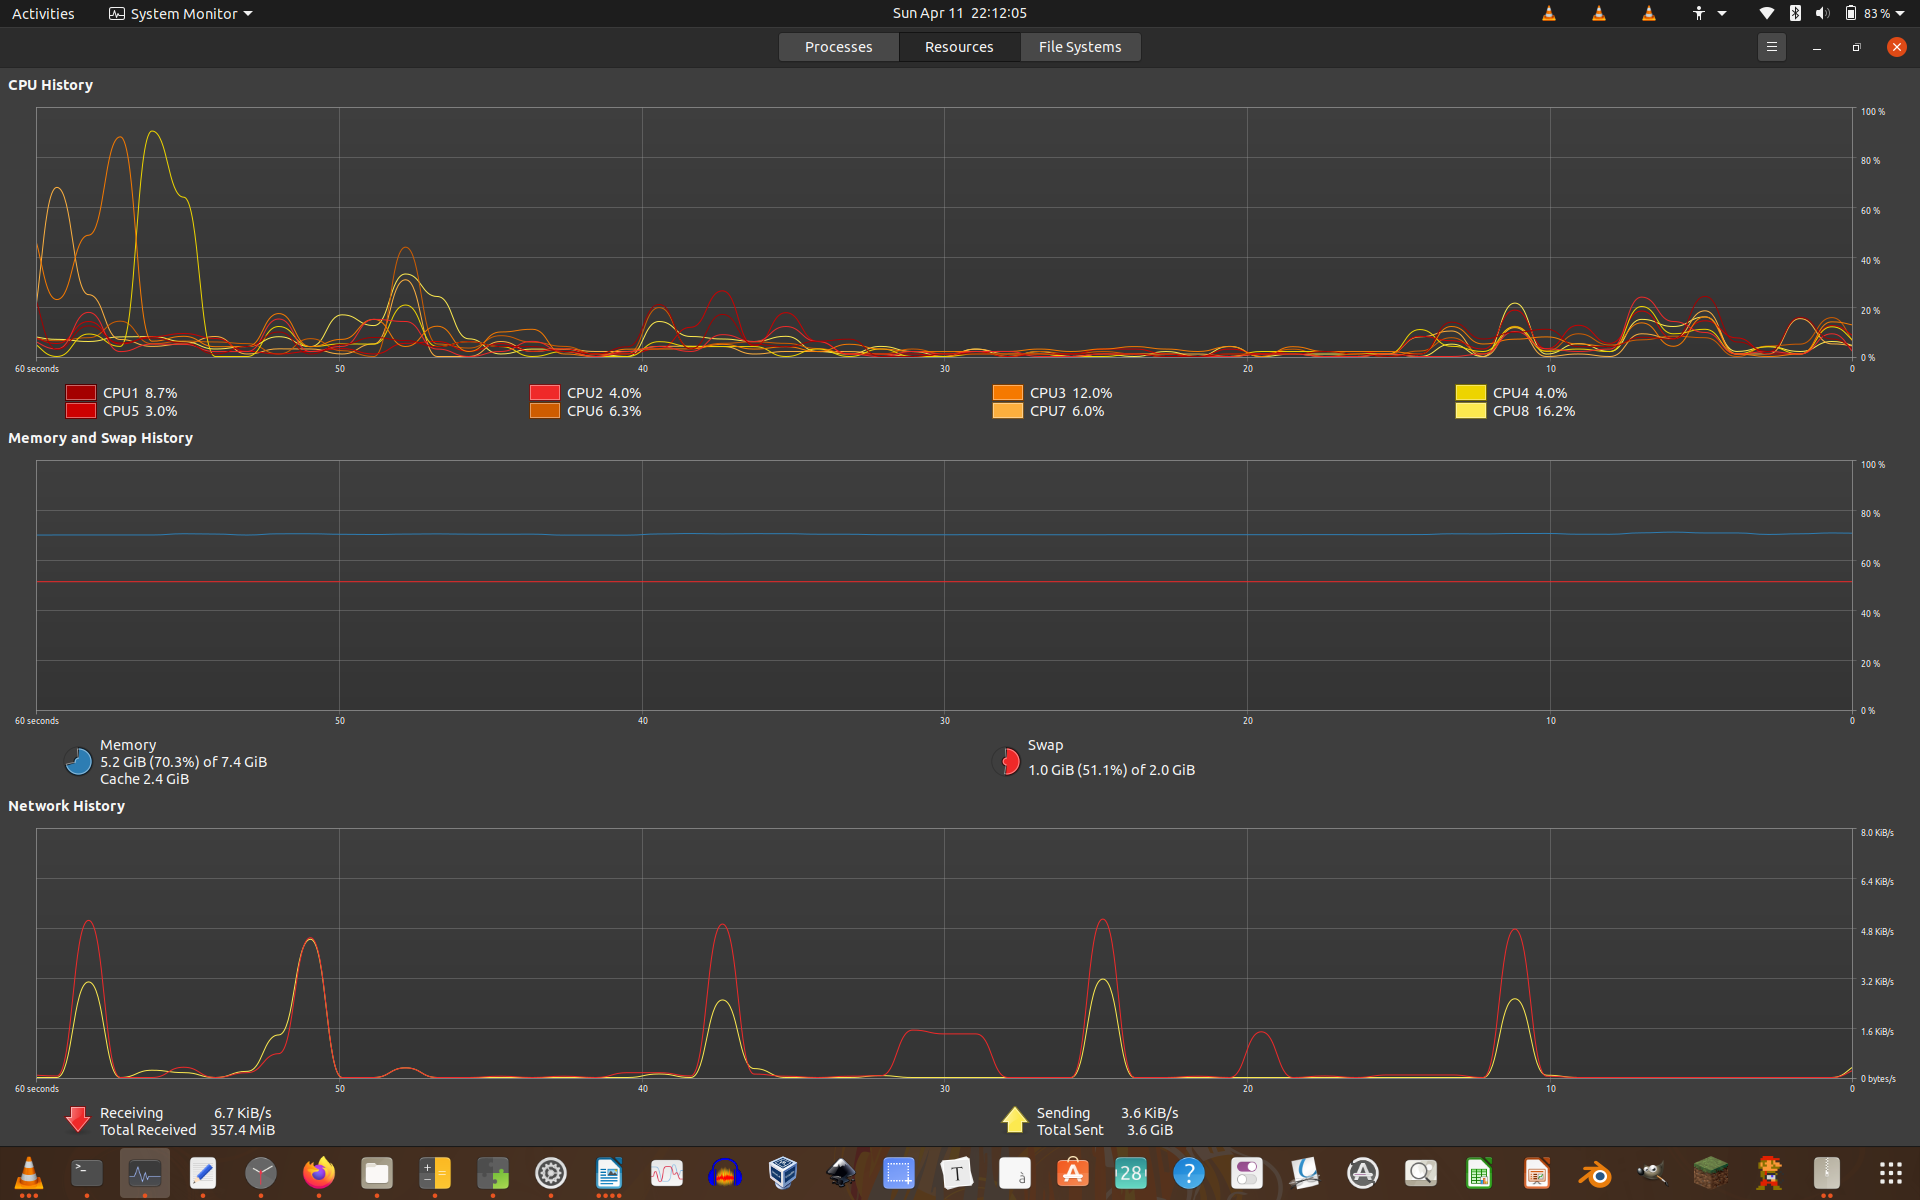 Activities System Monitor Sun Apr 11 22:12:05 83 %
Processes Resources File Systems
CPU History
100 %
80 %
60 %
40 %
20 %
0 %
60 seconds 50 40 30 20 10 0
CPU1 8.7% CPU2 4.0% CPU3 12.0% CPU4 4.0%
CPU5 3.0% CPU6 6.3% CPU7 6.0% CPU8 16.2%
Memory and Swap History
100 %
80 %
60 %
40 %
20 %
0 %
60 seconds 50 40 30 20 10 0
Memory Swap
5.2 GiB (70.3%) of 7.4 GiB 1.0 GiB (51.1%) of 2.0 GiB
Cache 2.4 GiB
Network History
8.0 KiB/s
6.4 KiB/s
4.8 KiB/s
3.2 KiB/s
1.6 KiB/s
0 bytes/s
60 seconds 50 40 30 20 10 0
Receiving 6.7 KiB/s Sending 3.6 KiB/s
Total Received 357.4 MiB Total Sent 3.6 GiB
>_ T à A 28 ?